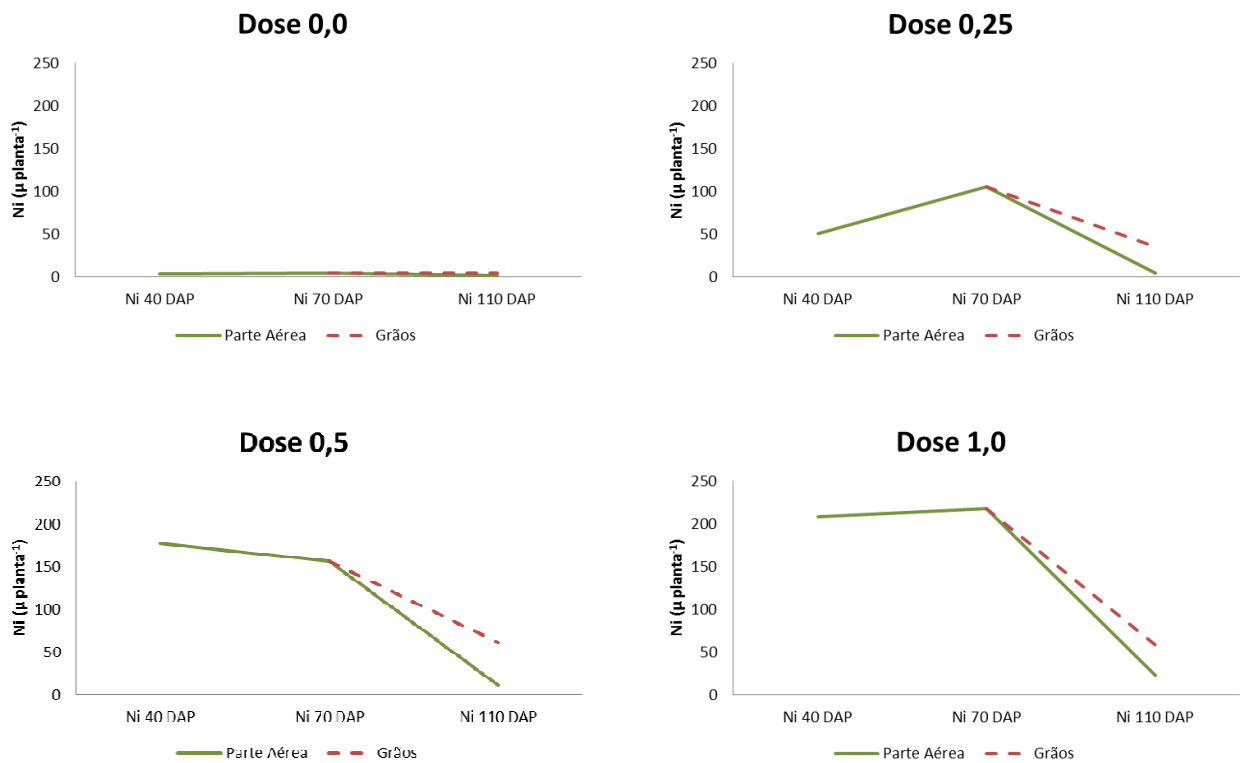 Dose 0,0
250
200
150
100
50
0
Ni (µ planta⁻¹)
Ni 40 DAP Ni 70 DAP Ni 110 DAP
Parte Aérea Grãos
Dose 0,25
250
200
150
100
50
0
Ni (µ planta⁻¹)
Ni 40 DAP Ni 70 DAP Ni 110 DAP
Parte Aérea Grãos
Dose 0,5
250
200
150
100
50
0
Ni (µ planta⁻¹)
Ni 40 DAP Ni 70 DAP Ni 110 DAP
Parte Aérea Grãos
Dose 1,0
250
200
150
100
50
0
Ni (µ planta⁻¹)
Ni 40 DAP Ni 70 DAP Ni 110 DAP
Parte Aérea Grãos